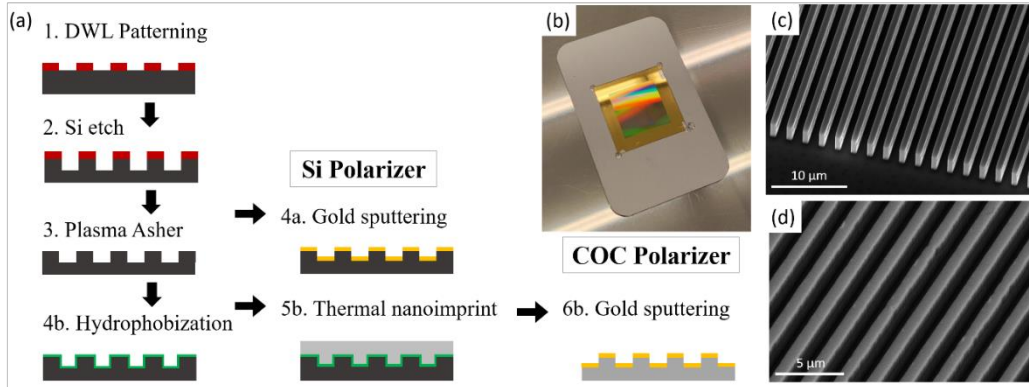 (a)
1. DWL Patterning
2. Si etch
3. Plasma Asher
4b. Hydrophobization
Si Polarizer
4a. Gold sputtering
5b. Thermal nanoimprint
COC Polarizer
6b. Gold sputtering
(b)
(c)
10 µm
(d)
5 µm